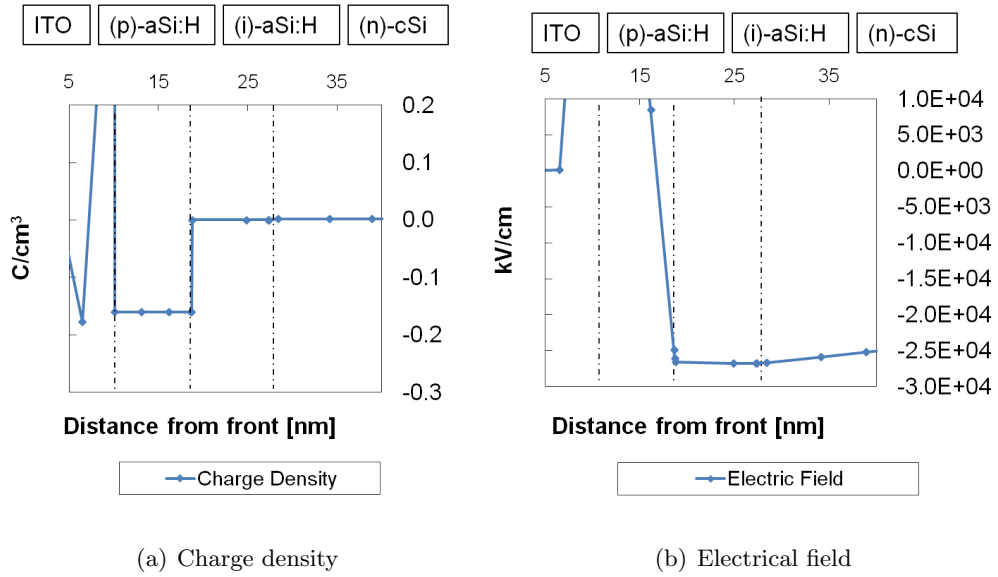 ITO (p)-aSi:H (i)-aSi:H (n)-cSi
5 15 25 35
0.2
0.1
0.0
-0.1
-0.2
-0.3
C/cm³
Distance from front [nm]
Charge Density
(a) Charge density
ITO (p)-aSi:H (i)-aSi:H (n)-cSi
5 15 25 35
1.0E+04
5.0E+03
0.0E+00
-5.0E+03
-1.0E+04
-1.5E+04
-2.0E+04
-2.5E+04
-3.0E+04
kV/cm
Distance from front [nm]
Electric Field
(b) Electrical field